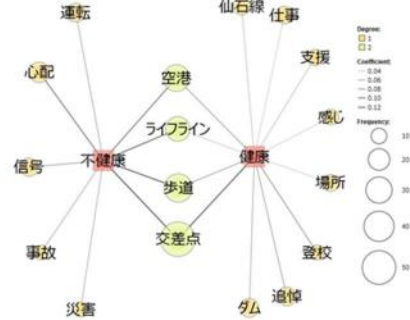 運転
仙石線
仕事
心配
空港
支援
ライフライン
感じ
信号
不健康
健康
歩道
場所
事故
交差点
登校
災害
ダム
追悼
Degree:
1
2
Coefficient:
0.04
0.06
0.08
0.10
0.12
Frequency:
10
20
30
40
50